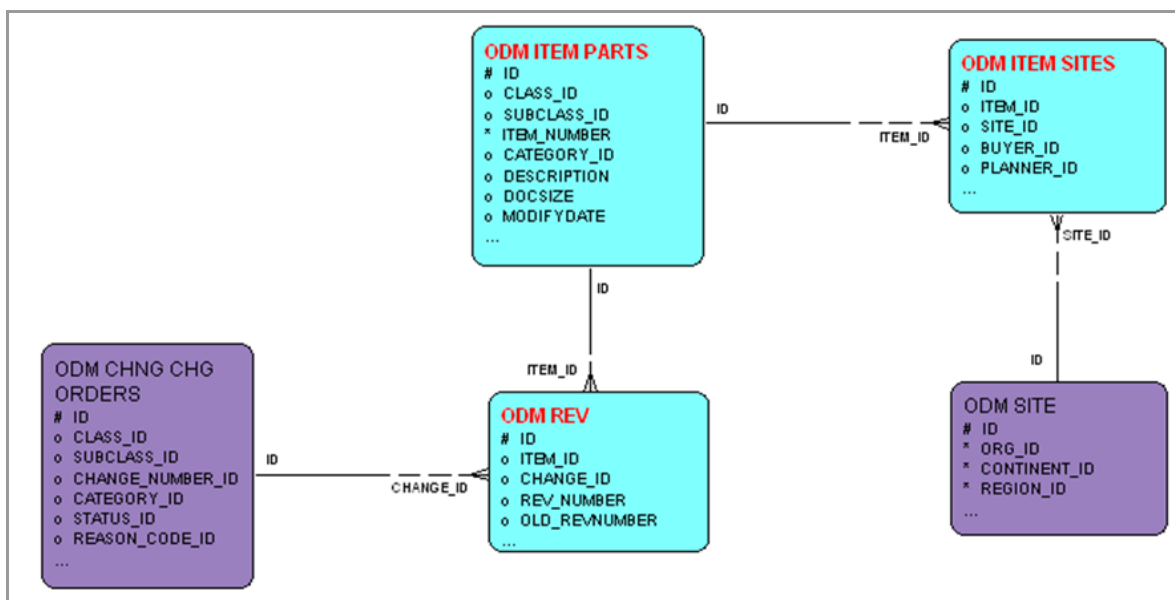 ODM ITEM PARTS
# ID
o CLASS_ID
o SUBCLASS_ID
* ITEM_NUMBER
o CATEGORY_ID
o DESCRIPTION
o DOCSIZE
o MODIFYDATE
...
ID
ITEM_ID
ODM ITEM SITES
# ID
o ITEM_ID
o SITE_ID
o BUYER_ID
o PLANNER_ID
...
SITE_ID
ID
ID
ITEM_ID
ODM CHNG CHG
ORDERS
# ID
o CLASS_ID
o SUBCLASS_ID
o CHANGE_NUMBER_ID
o CATEGORY_ID
o STATUS_ID
o REASON_CODE_ID
...
ID
CHANGE_ID
ODM REV
# ID
o ITEM_ID
o CHANGE_ID
o REV_NUMBER
o OLD_REVNUMBER
...
ODM SITE
# ID
* ORG_ID
* CONTINENT_ID
* REGION_ID
...